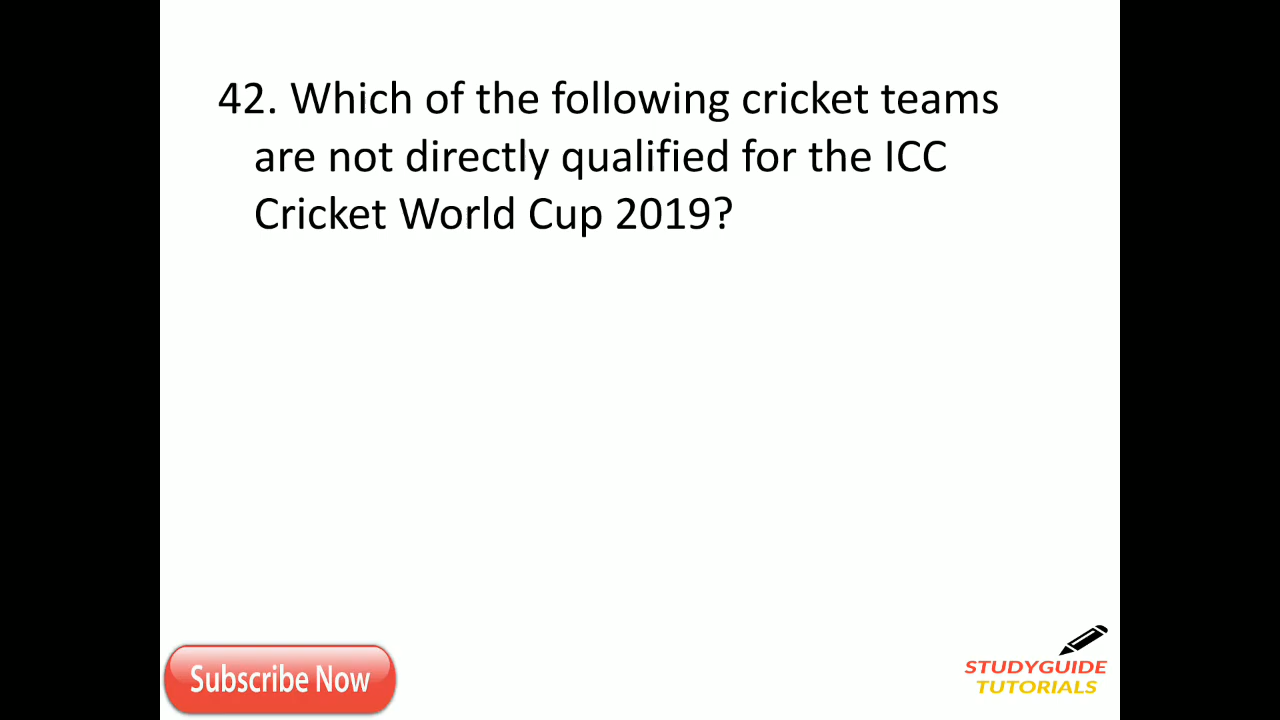 42. Which of the following cricket teams
are not directly qualified for the ICC
Cricket World Cup 2019?
Subscribe Now
STUDYGUIDE
TUTORIALS